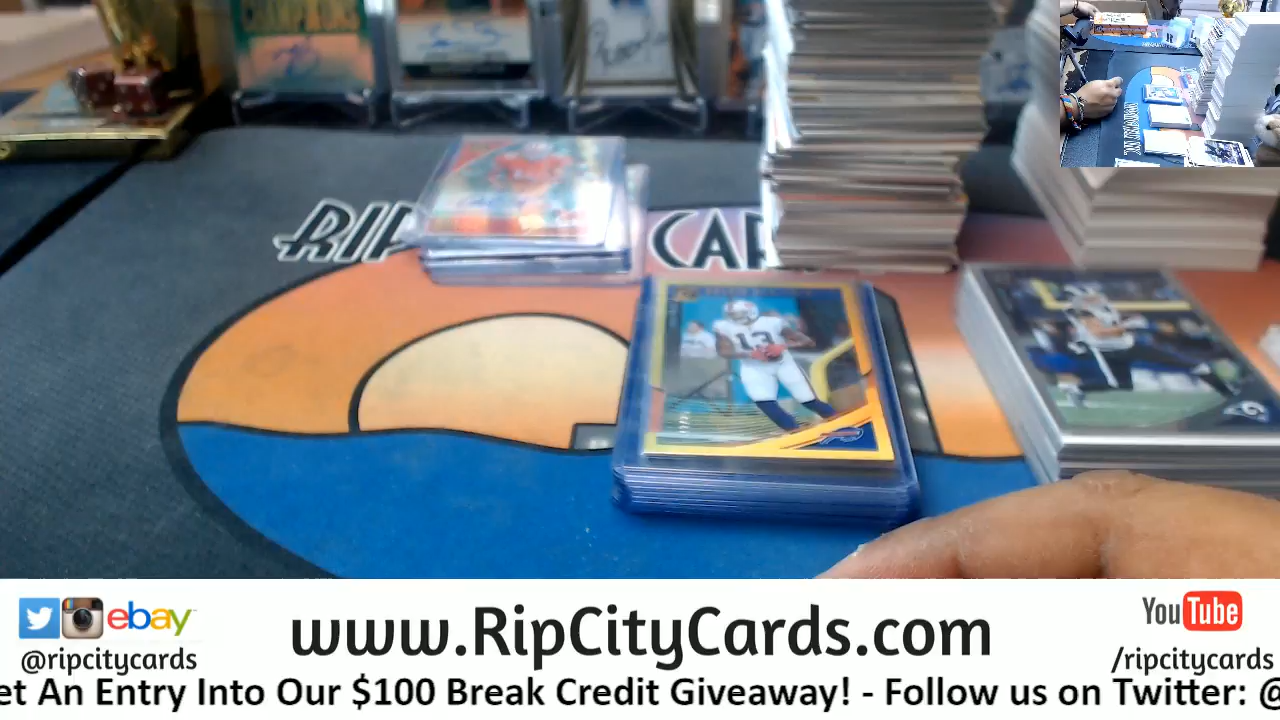 RIP CAR
13
www.RipCityCards.com
ebay
@ripcitycards
YouTube
/ripcitycards
et An Entry Into Our $100 Break Credit Giveaway! - Follow us on Twitter: @